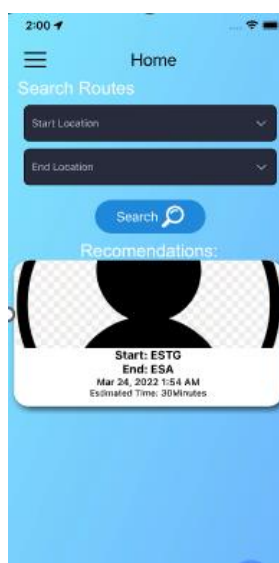 2:00
Home
Search Routes
Start Location
End Location
Search
Recomendations:
Start: ESTG
End: ESA
Mar 24, 2022 1:54 AM
Estimated Time: 30Minutes